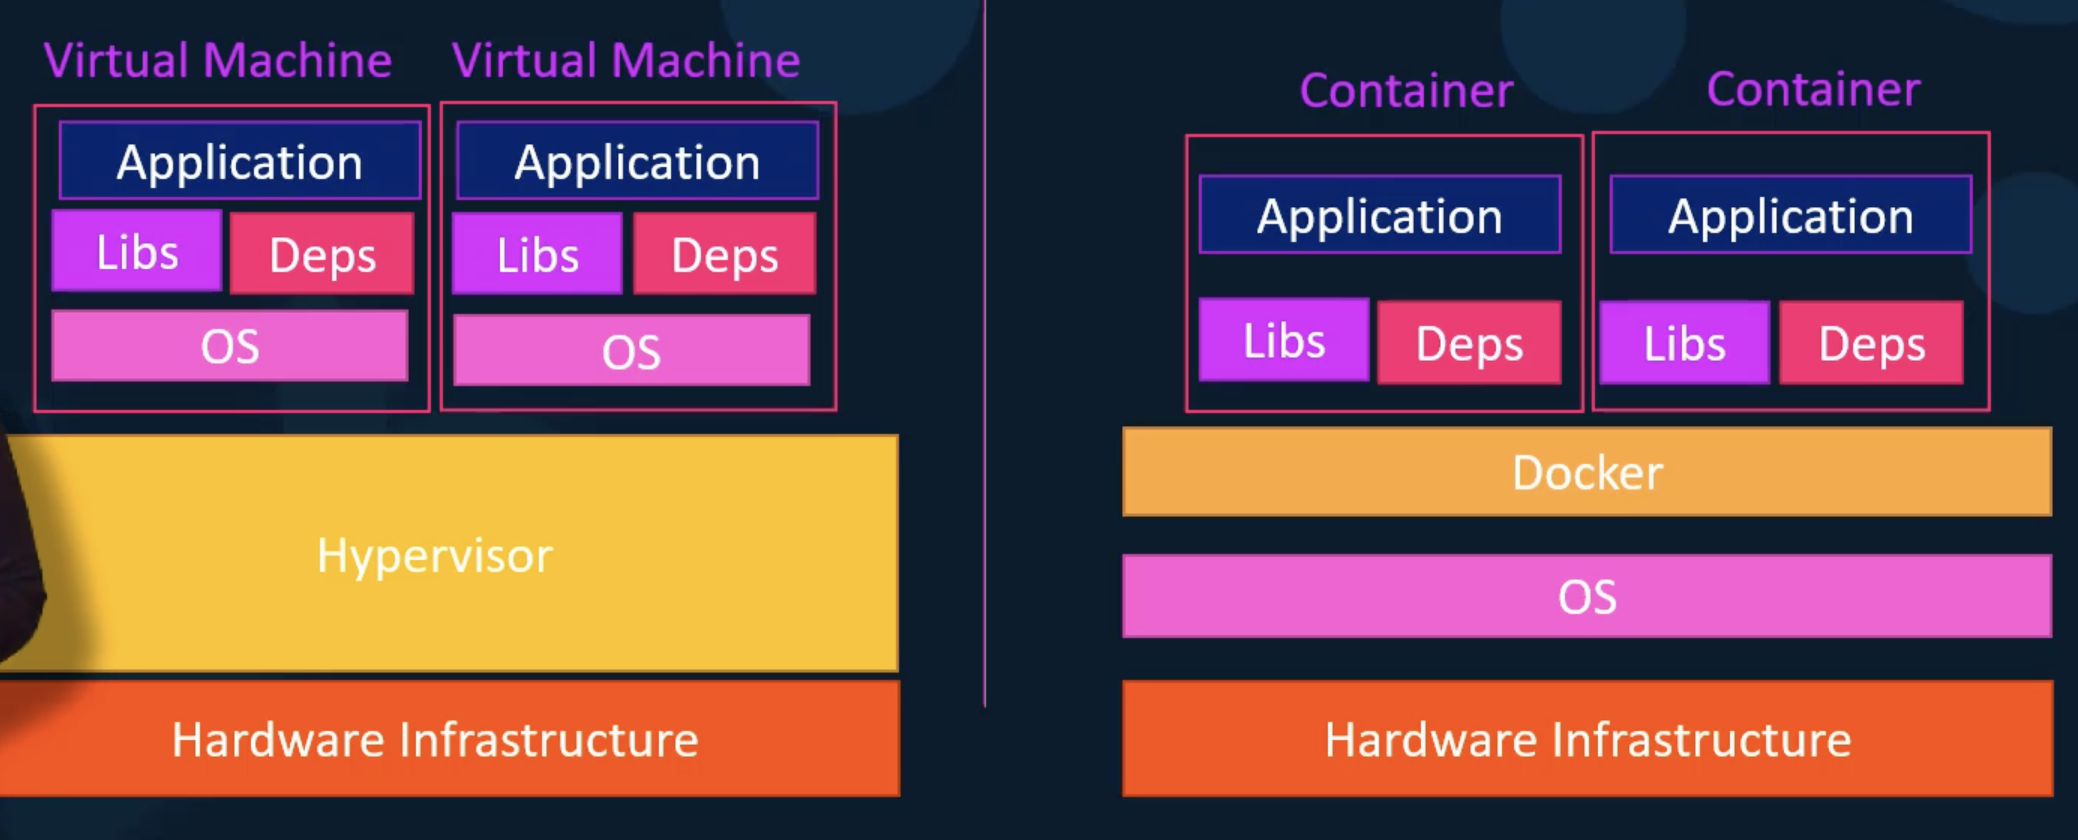 Virtual Machine
Application
Libs
Deps
OS
Virtual Machine
Application
Libs
Deps
OS
Hypervisor
Hardware Infrastructure
Container
Application
Libs
Deps
Container
Application
Libs
Deps
Docker
OS
Hardware Infrastructure